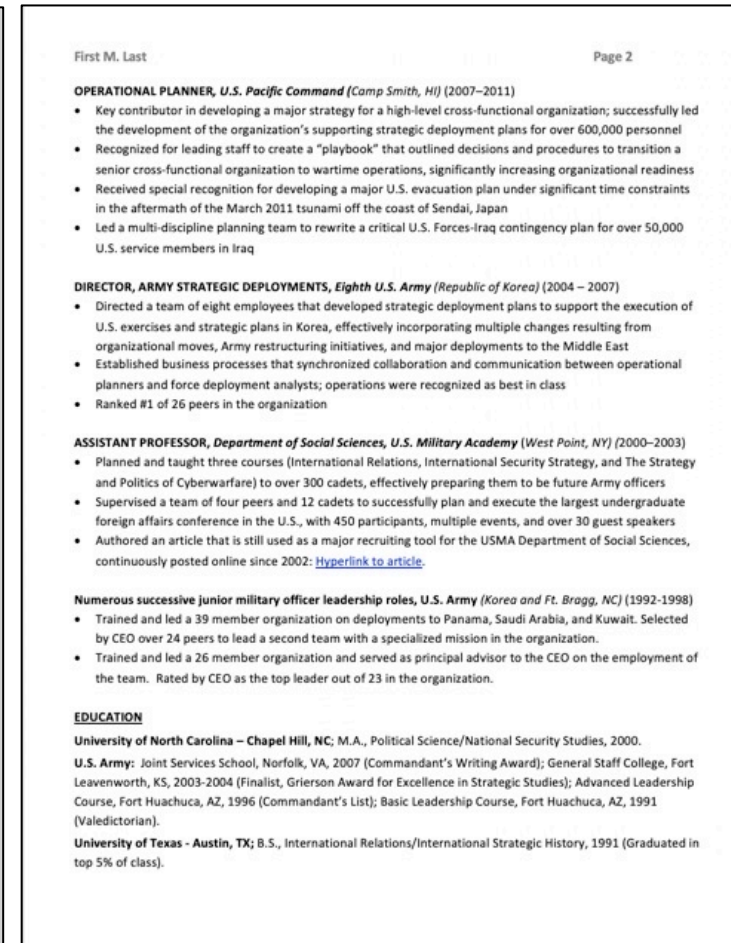 First M. Last Page 2
OPERATIONAL PLANNER, U.S. Pacific Command (Camp Smith, HI) (2007–2011)
• Key contributor in developing a major strategy for a high-level cross-functional organization; successfully led
the development of the organization's supporting strategic deployment plans for over 600,000 personnel
• Recognized for leading staff to create a "playbook" that outlined decisions and procedures to transition a
senior cross-functional organization to wartime operations, significantly increasing organizational readiness
• Received special recognition for developing a major U.S. evacuation plan under significant time constraints
in the aftermath of the March 2011 tsunami off the coast of Sendai, Japan
• Led a multi-discipline planning team to rewrite a critical U.S. Forces-Iraq contingency plan for over 50,000
U.S. service members in Iraq
DIRECTOR, ARMY STRATEGIC DEPLOYMENTS, Eighth U.S. Army (Republic of Korea) (2004 – 2007)
• Directed a team of eight employees that developed strategic deployment plans to support the execution of
U.S. exercises and strategic plans in Korea, effectively incorporating multiple changes resulting from
organizational moves, Army restructuring initiatives, and major deployments to the Middle East
• Established business processes that synchronized collaboration and communication between operational
planners and force deployment analysts; operations were recognized as best in class
• Ranked #1 of 26 peers in the organization
ASSISTANT PROFESSOR, Department of Social Sciences, U.S. Military Academy (West Point, NY) (2000–2003)
• Planned and taught three courses (International Relations, International Security Strategy, and The Strategy
and Politics of Cyberwarfare) to over 300 cadets, effectively preparing them to be future Army officers
• Supervised a team of four peers and 12 cadets to successfully plan and execute the largest undergraduate
foreign affairs conference in the U.S., with 450 participants, multiple events, and over 30 guest speakers
• Authored an article that is still used as a major recruiting tool for the USMA Department of Social Sciences,
continuously posted online since 2002: Hyperlink to article.
Numerous successive junior military officer leadership roles, U.S. Army (Korea and Ft. Bragg, NC) (1992-1998)
• Trained and led a 39 member organization on deployments to Panama, Saudi Arabia, and Kuwait. Selected
by CEO over 24 peers to lead a second team with a specialized mission in the organization.
• Trained and led a 26 member organization and served as principal advisor to the CEO on the employment of
the team. Rated by CEO as the top leader out of 23 in the organization.
EDUCATION
University of North Carolina – Chapel Hill, NC; M.A., Political Science/National Security Studies, 2000.
U.S. Army: Joint Services School, Norfolk, VA, 2007 (Commandant's Writing Award); General Staff College, Fort
Leavenworth, KS, 2003-2004 (Finalist, Grierson Award for Excellence in Strategic Studies); Advanced Leadership
Course, Fort Huachuca, AZ, 1996 (Commandant's List); Basic Leadership Course, Fort Huachuca, AZ, 1991
(Valedictorian).
University of Texas - Austin, TX; B.S., International Relations/International Strategic History, 1991 (Graduated in
top 5% of class).